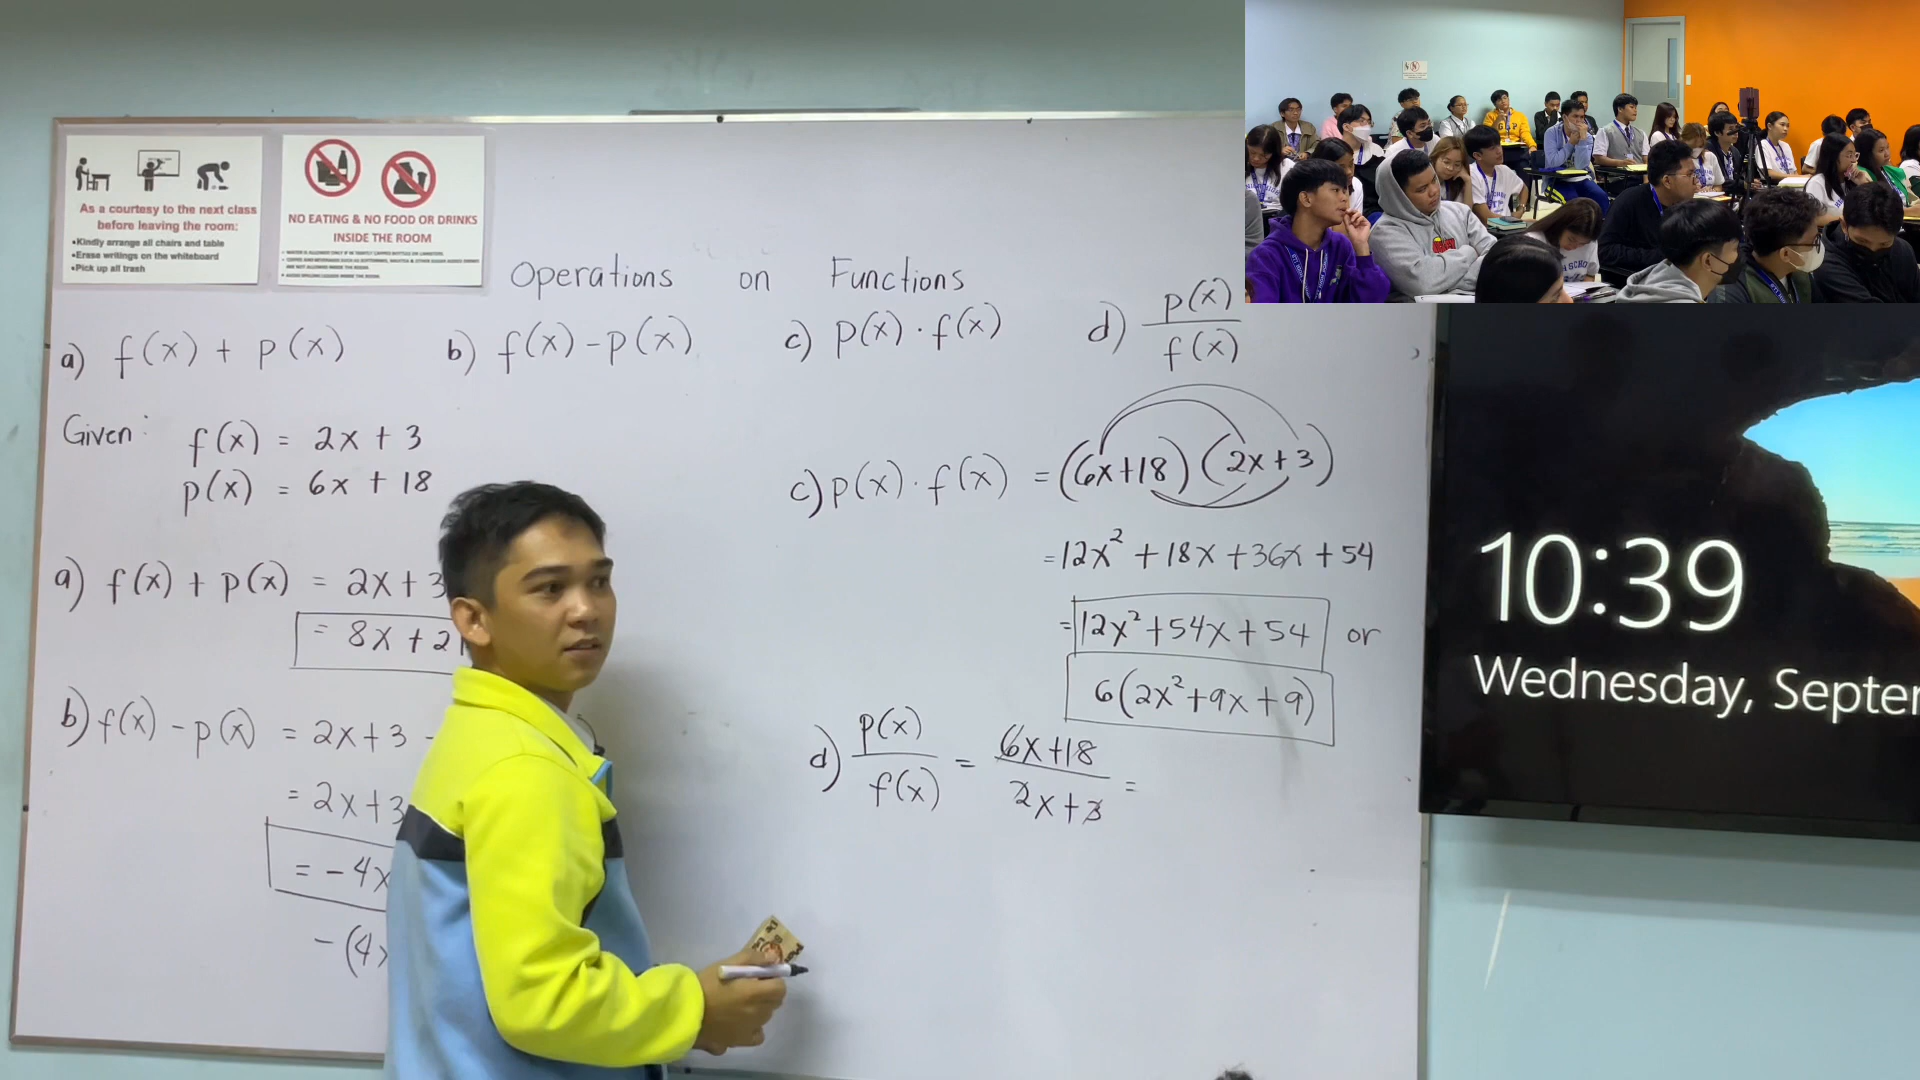 As a courtesy to the next class
before leaving the room:
•Kindly arrange all chairs and table
•Erase writings on the whiteboard
•Pick up all trash
NO EATING & NO FOOD OR DRINKS
INSIDE THE ROOM
Operations on Functions
a) f(x) + p(x)
b) f(x) - p(x)
c) p(x) · f(x)
d) p(x)
f(x)
Given: f(x) = 2x + 3
p(x) = 6x + 18
a) f(x) + p(x) = 2x + 3
= 8x + 21
b) f(x) - p(x) = 2x + 3 -
= 2x + 3
= - 4x
- (4x
c) p(x) · f(x) = (6x+18) (2x+3)
= 12x² + 18x + 36x + 54
= 12x² + 54x + 54 or
6(2x² + 9x + 9)
d) p(x) = 6x+18 =
f(x) 2x+3
10:39
Wednesday, Septe